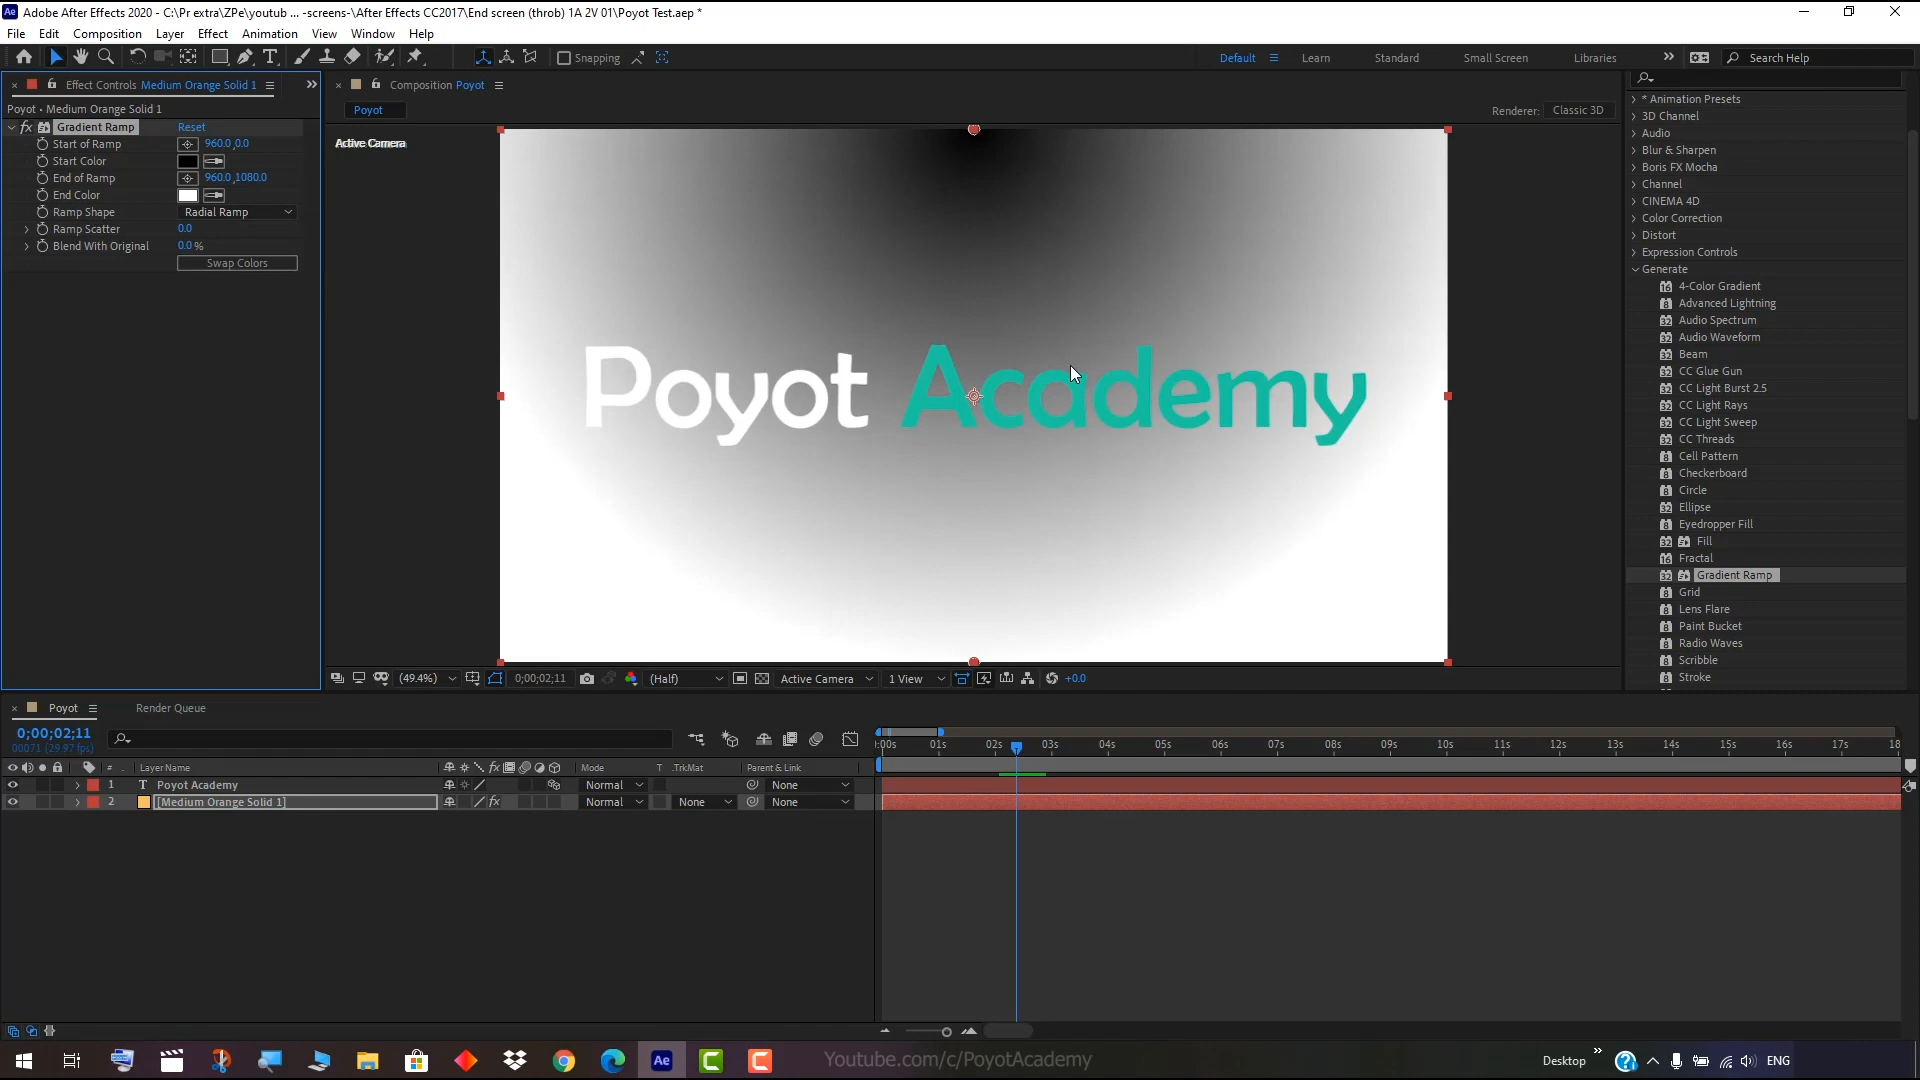 Adobe After Effects 2020 - C:\Pr extra\ZPe\youtub ... -screens-\After Effects CC2017\End screen (throb) 1A 2V 01\Poyot Test.aep *
File Edit Composition Layer Effect Animation View Window Help
Snapping Default Learn Standard Small Screen Libraries Search Help
Effect Controls Medium Orange Solid 1
Composition Poyot
Poyot • Medium Orange Solid 1
Poyot
Renderer: Classic 3D
fx Gradient Ramp Reset
Start of Ramp 960.0,0.0
Start Color
End of Ramp 960.0,1080.0
End Color
Ramp Shape Radial Ramp
Ramp Scatter 0.0
Blend With Original 0.0 %
Swap Colors
Active Camera
Poyot Academy
* Animation Presets
3D Channel
Audio
Blur & Sharpen
Boris FX Mocha
Channel
CINEMA 4D
Color Correction
Distort
Expression Controls
Generate
4-Color Gradient
Advanced Lightning
Audio Spectrum
Audio Waveform
Beam
CC Glue Gun
CC Light Burst 2.5
CC Light Rays
CC Light Sweep
CC Threads
Cell Pattern
Checkerboard
Circle
Ellipse
Eyedropper Fill
Fill
Fractal
Gradient Ramp
Grid
Lens Flare
Paint Bucket
Radio Waves
Scribble
Stroke
(49.4%) 0;00;02;11 (Half) Active Camera 1 View +0.0
Poyot Render Queue
0;00;02;11
00071 (29.97 fps)
:00s 01s 02s 03s 04s 05s 06s 07s 08s 09s 10s 11s 12s 13s 14s 15s 16s 17s 18
# Layer Name fx Mode T .TrkMat Parent & Link
1 T Poyot Academy Normal None
2 [Medium Orange Solid 1] fx Normal None None
Ae Youtube.com/c/PoyotAcademy Desktop ENG